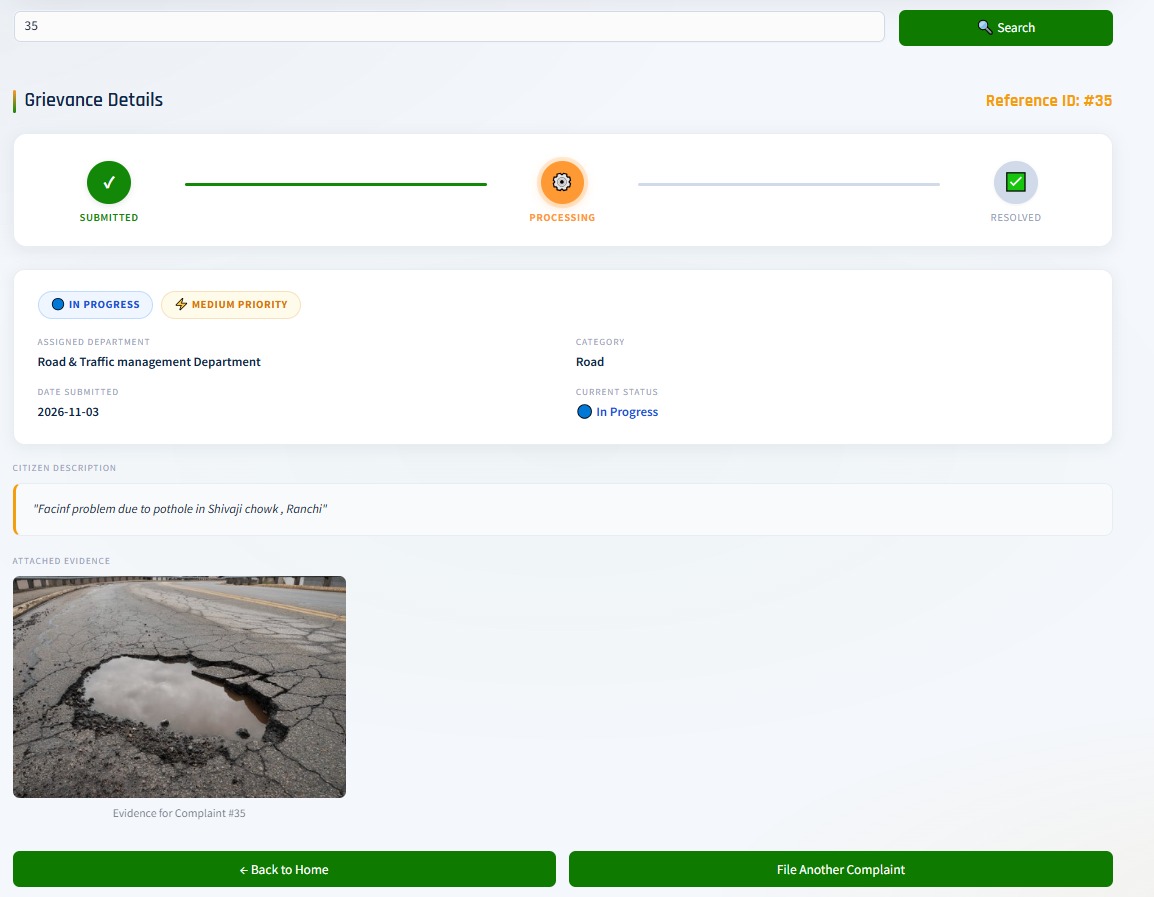 35
🔍 Search
Grievance Details
Reference ID: #35
✓
SUBMITTED
PROCESSING
RESOLVED
IN PROGRESS
MEDIUM PRIORITY
ASSIGNED DEPARTMENT
CATEGORY
Road & Traffic management Department
Road
DATE SUBMITTED
CURRENT STATUS
2026-11-03
In Progress
CITIZEN DESCRIPTION
"Facinf problem due to pothole in Shivaji chowk , Ranchi"
ATTACHED EVIDENCE
Evidence for Complaint #35
← Back to Home
File Another Complaint